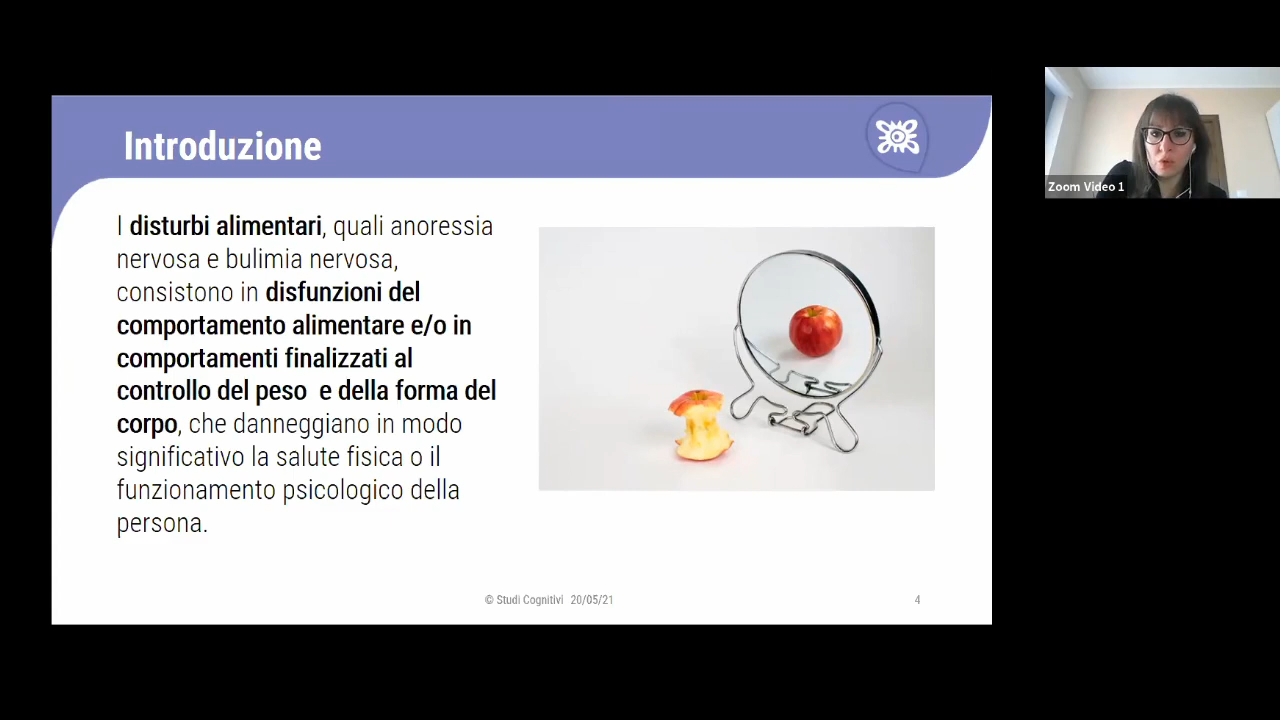 Introduzione
I disturbi alimentari, quali anoressia
nervosa e bulimia nervosa,
consistono in disfunzioni del
comportamento alimentare e/o in
comportamenti finalizzati al
controllo del peso  e della forma del
corpo, che danneggiano in modo
significativo la salute fisica o il
funzionamento psicologico della
persona.
© Studi Cognitivi  20/05/21
4
Zoom Video 1